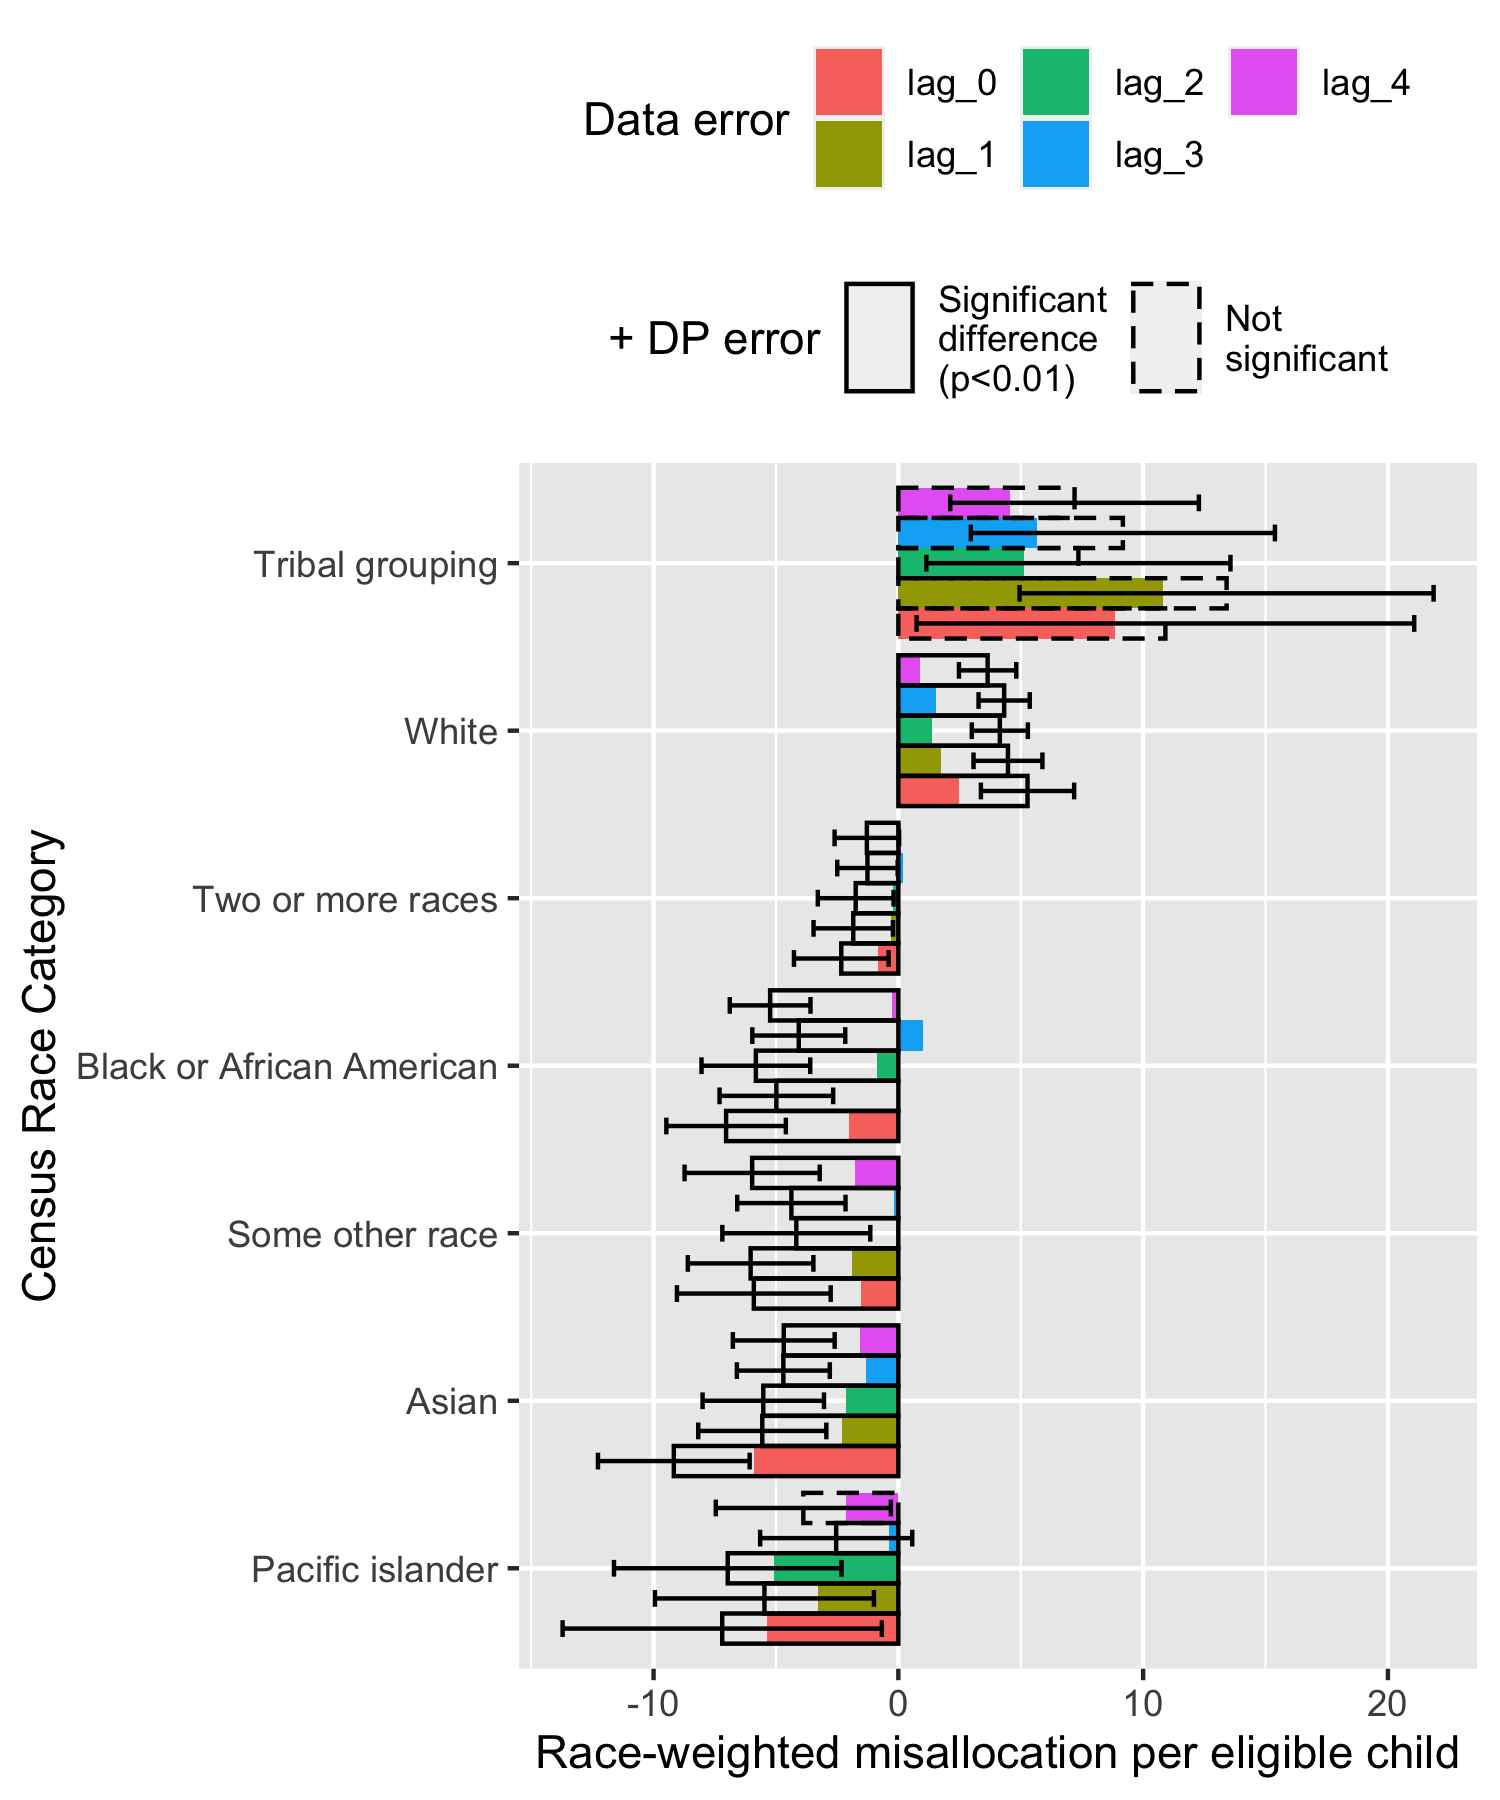 Data error
lag_0
lag_2
lag_4
lag_1
lag_3
+ DP error
Significant
difference
(p<0.01)
Not
significant
Census Race Category
Tribal grouping
White
Two or more races
Black or African American
Some other race
Asian
Pacific islander
-10
0
10
20
Race-weighted misallocation per eligible child